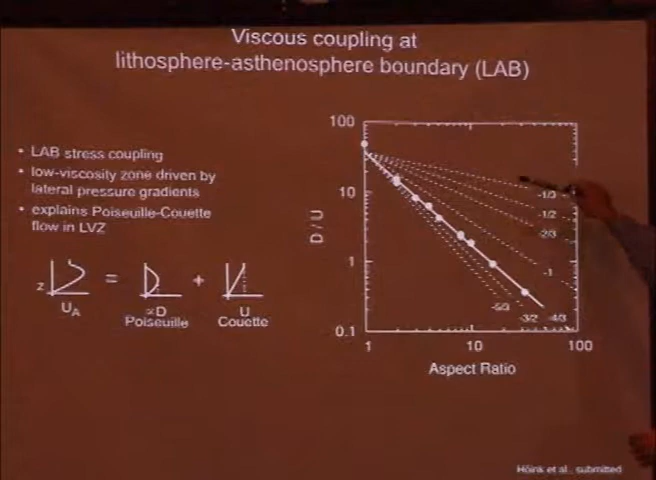 Viscous coupling at
lithosphere-asthenosphere boundary (LAB)
• LAB stress coupling
• low-viscosity zone driven by
lateral pressure gradients
• explains Poiseuille-Couette
flow in LVZ
z
=
+
U_A
∝D
U
Poiseuille
Couette
100
10
1
0.1
D / U
-1/3
-1/2
-2/3
-1
-5/3
-3/2
-4/3
1
10
100
Aspect Ratio
Höink et al., submitted